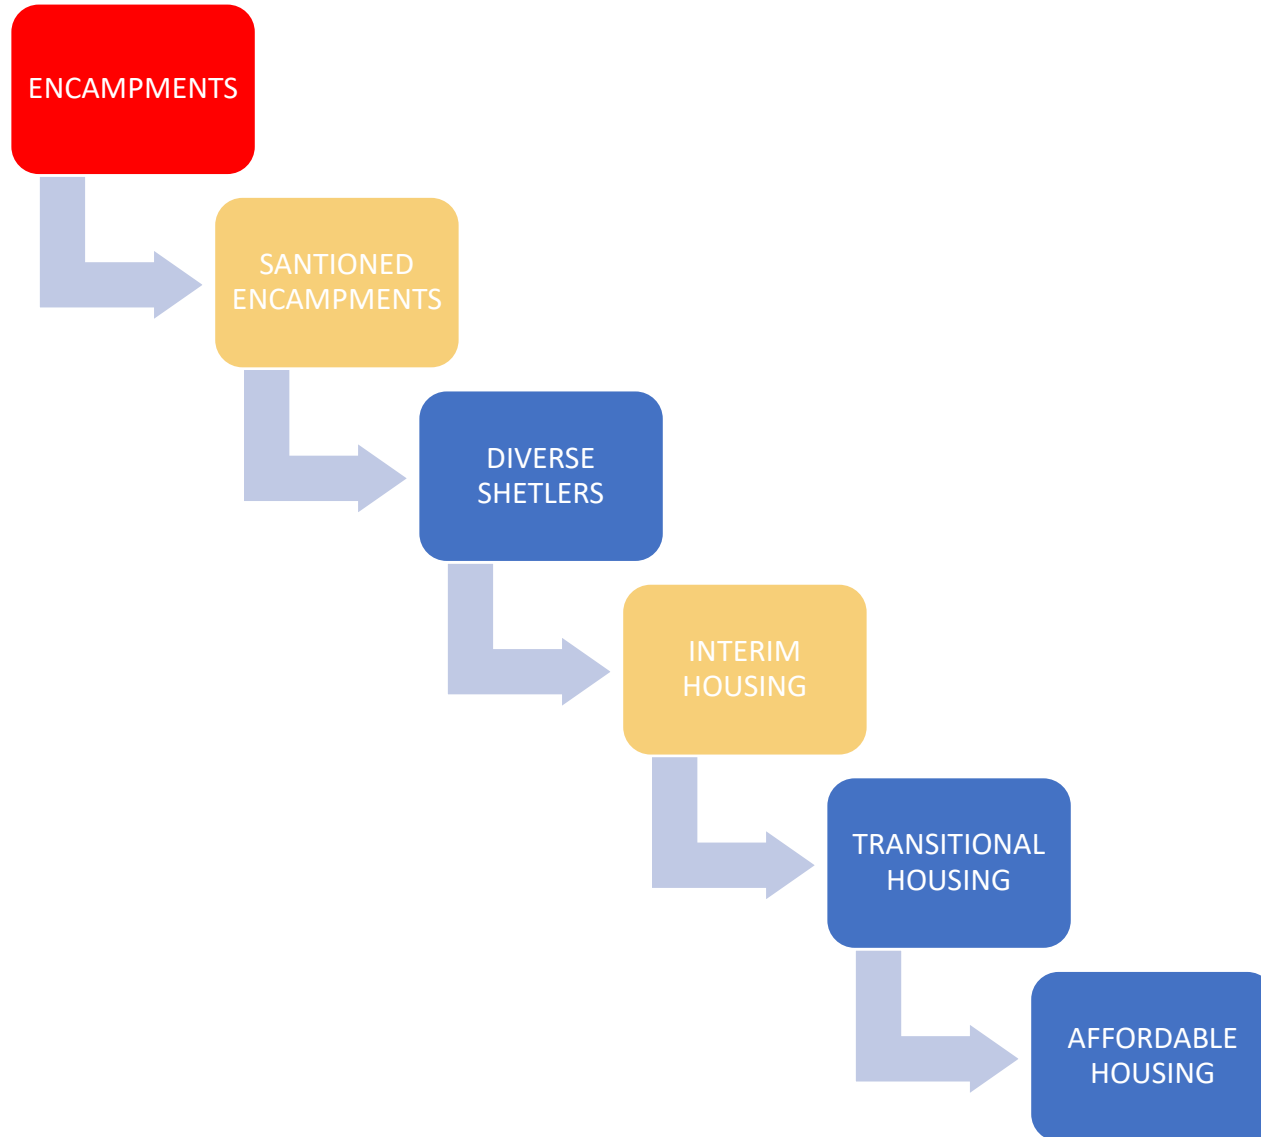 ENCAMPMENTS
SANTIONED
ENCAMPMENTS
DIVERSE
SHETLERS
INTERIM
HOUSING
TRANSITIONAL
HOUSING
AFFORDABLE
HOUSING